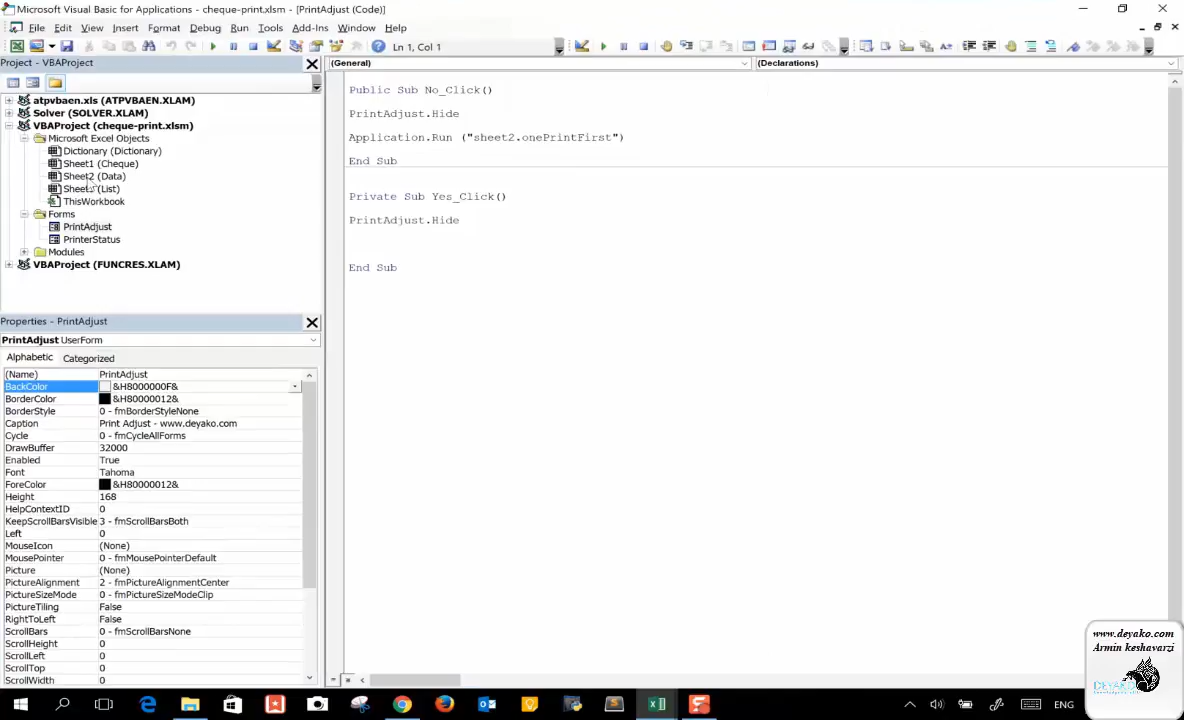 Microsoft Visual Basic for Applications - cheque-print.xlsm - [PrintAdjust (Code)]
File Edit View Insert Format Debug Run Tools Add-Ins Window Help
Ln 1, Col 1
Project - VBAProject
(General)
(Declarations)
atpvbaen.xls (ATPVBAEN.XLAM)
Solver (SOLVER.XLAM)
VBAProject (cheque-print.xlsm)
Microsoft Excel Objects
Dictionary (Dictionary)
Sheet1 (Cheque)
Sheet2 (Data)
(List)
ThisWorkbook
Forms
PrintAdjust
PrinterStatus
Modules
VBAProject (FUNCRES.XLAM)
Public Sub No_Click()
PrintAdjust.Hide
Application.Run ("sheet2.onePrintFirst")
End Sub
Private Sub Yes_Click()
PrintAdjust.Hide
End Sub
Properties - PrintAdjust
PrintAdjust UserForm
Alphabetic Categorized
(Name) PrintAdjust
BackColor &H8000000F&
BorderColor &H80000012&
BorderStyle 0 - fmBorderStyleNone
Caption Print Adjust - www.deyako.com
Cycle 0 - fmCycleAllForms
DrawBuffer 32000
Enabled True
Font Tahoma
ForeColor &H80000012&
Height 168
HelpContextID 0
KeepScrollBarsVisible 3 - fmScrollBarsBoth
Left 0
MouseIcon (None)
MousePointer 0 - fmMousePointerDefault
Picture (None)
PictureAlignment 2 - fmPictureAlignmentCenter
PictureSizeMode 0 - fmPictureSizeModeClip
PictureTiling False
RightToLeft False
ScrollBars 0 - fmScrollBarsNone
ScrollHeight 0
ScrollLeft 0
ScrollTop 0
ScrollWidth 0
www.deyako.com
Armin keshavarzi
DEYAKO
ENG